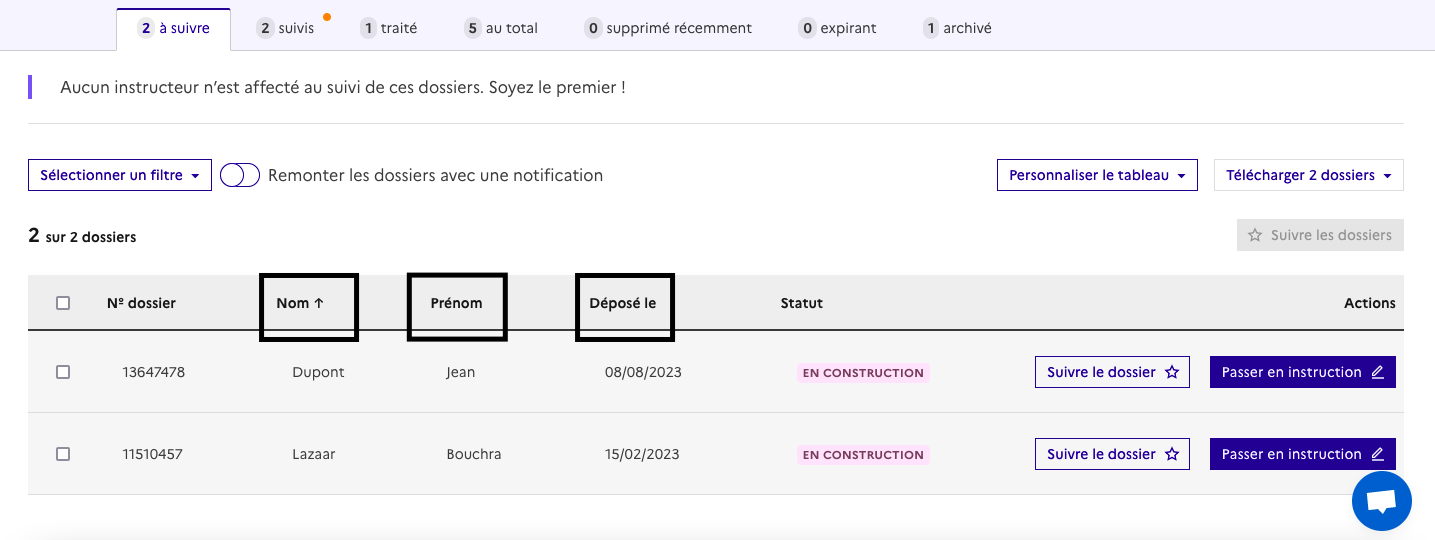 2 à suivre 2 suivis 1 traité 5 au total 0 supprimé récemment 0 expirant 1 archivé
Aucun instructeur n’est affecté au suivi de ces dossiers. Soyez le premier !
Sélectionner un filtre Remonter les dossiers avec une notification Personnaliser le tableau Télécharger 2 dossiers
2 sur 2 dossiers Suivre les dossiers
Nº dossier Nom ↑ Prénom Déposé le Statut Actions
13647478 Dupont Jean 08/08/2023 EN CONSTRUCTION Suivre le dossier Passer en instruction
11510457 Lazaar Bouchra 15/02/2023 EN CONSTRUCTION Suivre le dossier Passer en instruction